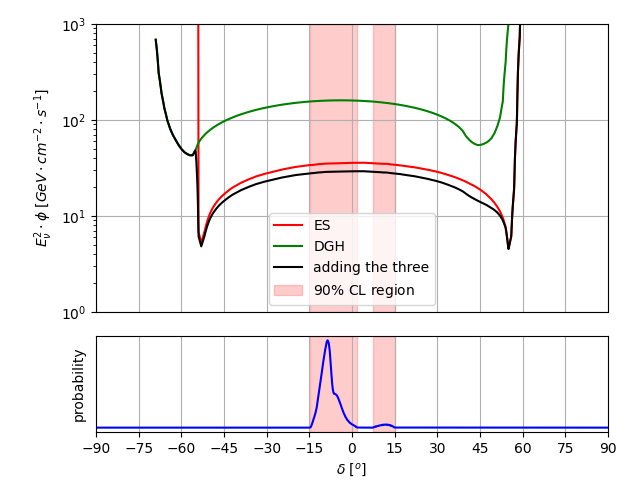 10³
10²
10¹
10⁰
E_ν² · ϕ [GeV · cm⁻² · s⁻¹]
ES
DGH
adding the three
90% CL region
probability
−90 −75 −60 −45 −30 −15 0 15 30 45 60 75 90
δ [°]